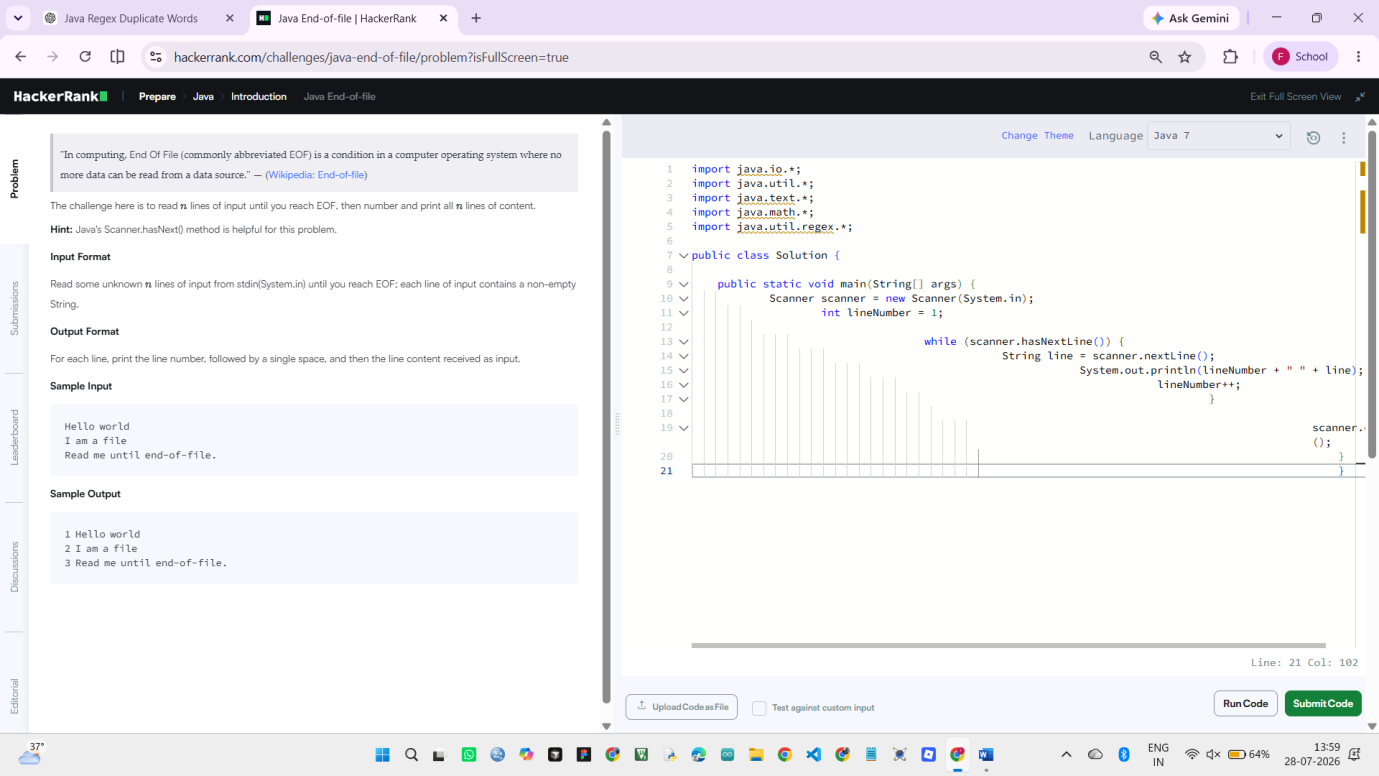 Java Regex Duplicate Words
Java End-of-file | HackerRank
Ask Gemini
hackerrank.com/challenges/java-end-of-file/problem?isFullScreen=true
F School
HackerRank
Prepare
Java
Introduction
Java End-of-file
Exit Full Screen View
Problem
Submissions
Leaderboard
Discussions
Editorial
"In computing, End Of File (commonly abbreviated EOF) is a condition in a computer operating system where no
more data can be read from a data source." — (Wikipedia: End-of-file)
The challenge here is to read n lines of input until you reach EOF, then number and print all n lines of content.
Hint: Java's Scanner.hasNext() method is helpful for this problem.
Input Format
Read some unknown n lines of input from stdin(System.in) until you reach EOF; each line of input contains a non-empty
String.
Output Format
For each line, print the line number, followed by a single space, and then the line content received as input.
Sample Input
Hello world
I am a file
Read me until end-of-file.
Sample Output
1 Hello world
2 I am a file
3 Read me until end-of-file.
Change Theme
Language
Java 7
1 import java.io.*;
2 import java.util.*;
3 import java.text.*;
4 import java.math.*;
5 import java.util.regex.*;
6
7 public class Solution {
8
9 public static void main(String[] args) {
10 Scanner scanner = new Scanner(System.in);
11 int lineNumber = 1;
12
13 while (scanner.hasNextLine()) {
14 String line = scanner.nextLine();
15 System.out.println(lineNumber + " " + line);
16 lineNumber++;
17 }
18
19 scanner.
();
20 }
21 }
Line: 21 Col: 102
Upload Code as File
Test against custom input
Run Code
Submit Code
37°
ENG
IN
64%
13:59
28-07-2026